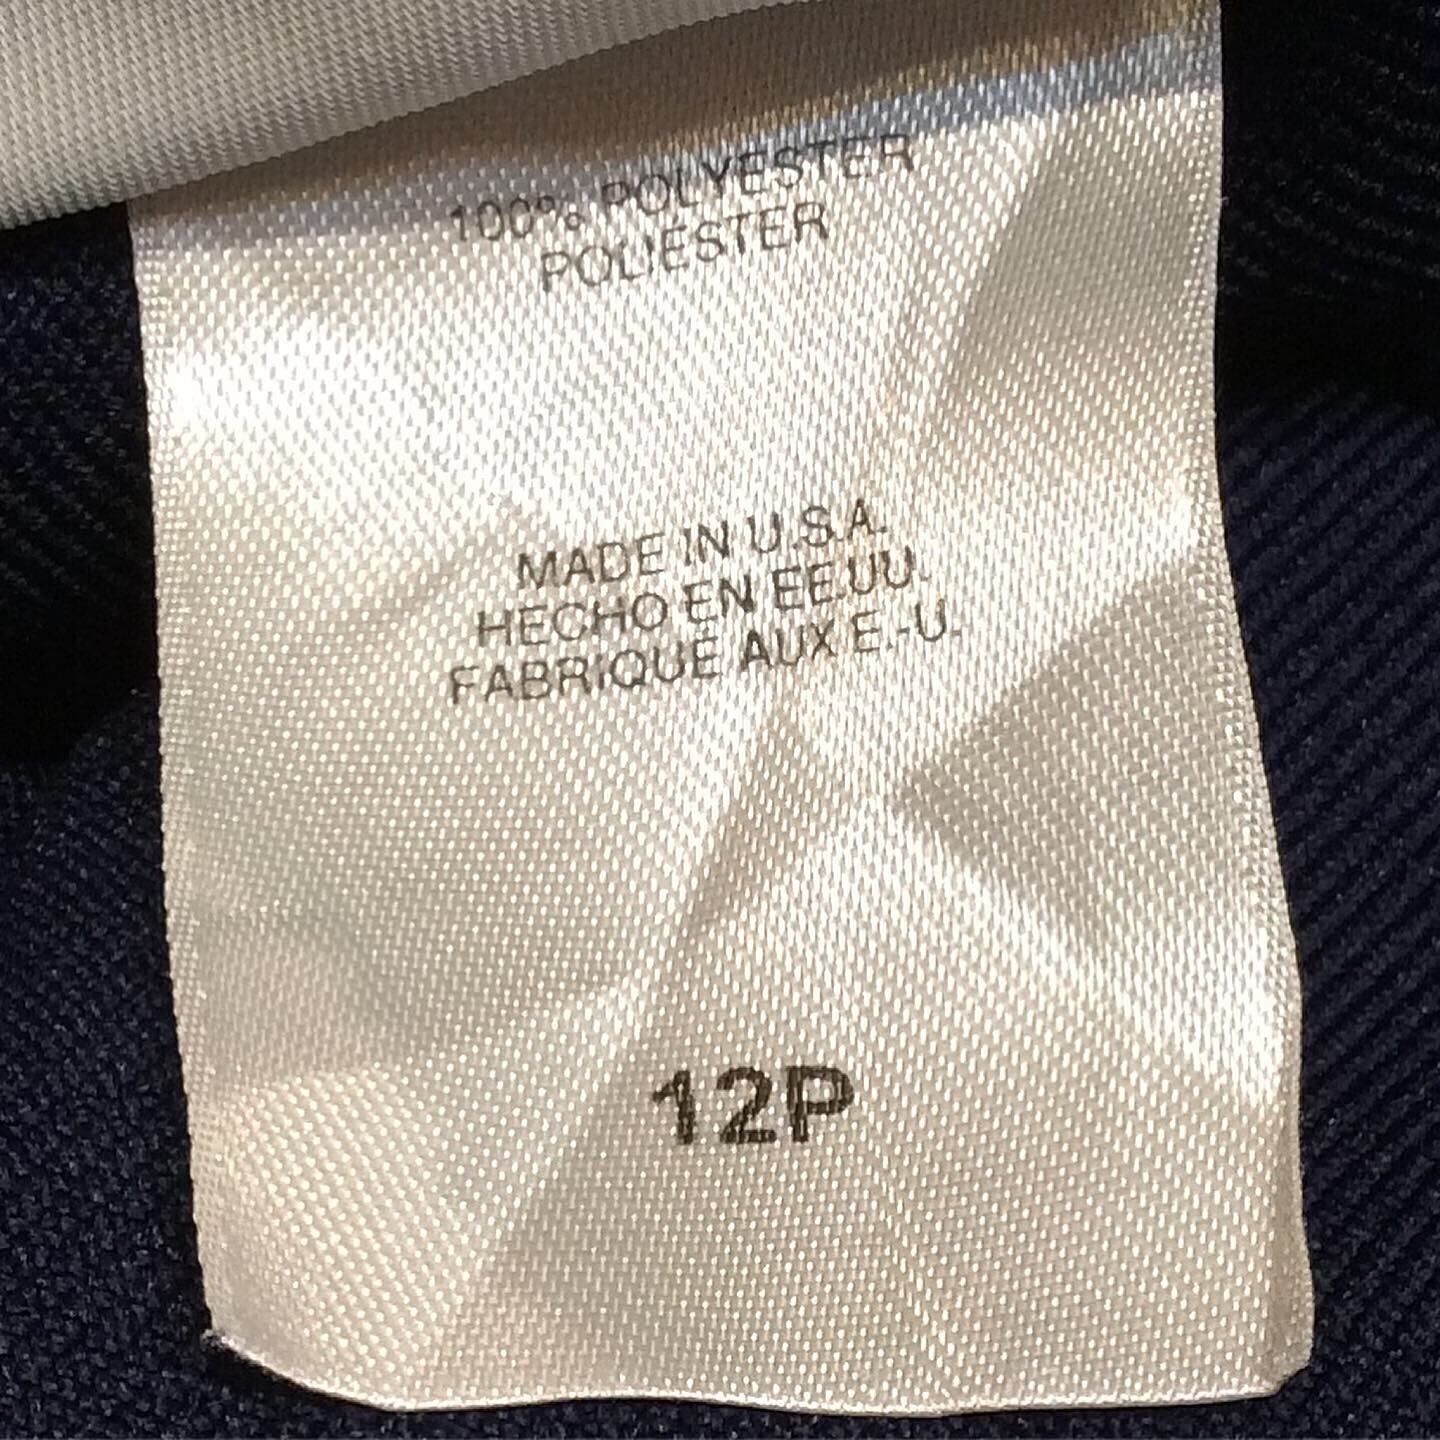 100% POLYESTER
POLIÉSTER
MADE IN U.S.A.
HECHO EN EE.UU.
FABRIQUÉ AUX E.-U.
12P